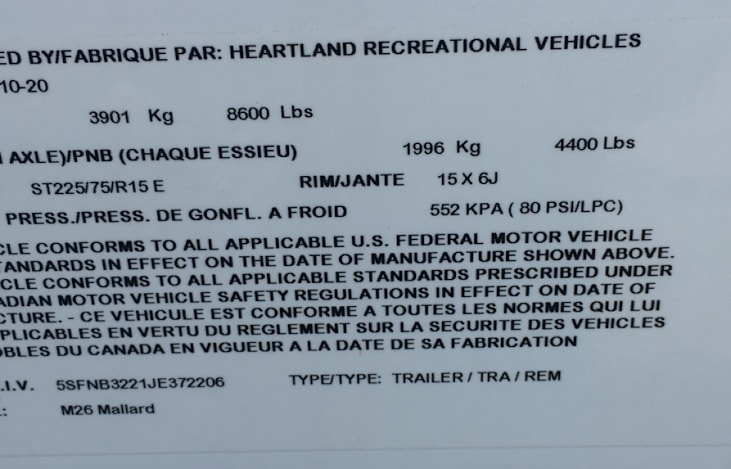 ED BY/FABRIQUE PAR: HEARTLAND RECREATIONAL VEHICLES
10-20
3901 Kg 8600 Lbs
AXLE)/PNB (CHAQUE ESSIEU) 1996 Kg 4400 Lbs
ST225/75/R15 E RIM/JANTE 15 X 6J
PRESS./PRESS. DE GONFL. A FROID 552 KPA ( 80 PSI/LPC)
CLE CONFORMS TO ALL APPLICABLE U.S. FEDERAL MOTOR VEHICLE
TANDARDS IN EFFECT ON THE DATE OF MANUFACTURE SHOWN ABOVE.
CLE CONFORMS TO ALL APPLICABLE STANDARDS PRESCRIBED UNDER
ADIAN MOTOR VEHICLE SAFETY REGULATIONS IN EFFECT ON DATE OF
CTURE. - CE VEHICULE EST CONFORME A TOUTES LES NORMES QUI LUI
PPLICABLES EN VERTU DU REGLEMENT SUR LA SECURITE DES VEHICLES
OBLES DU CANADA EN VIGUEUR A LA DATE DE SA FABRICATION
.I.V. 5SFNB3221JE372206 TYPE/TYPE: TRAILER / TRA / REM
.: M26 Mallard